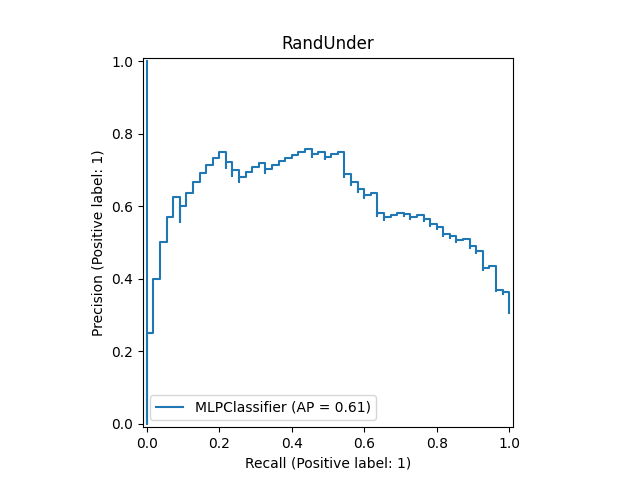 RandUnder
1.0
0.8
0.6
0.4
0.2
0.0
Precision (Positive label: 1)
MLPClassifier (AP = 0.61)
0.0 0.2 0.4 0.6 0.8 1.0
Recall (Positive label: 1)